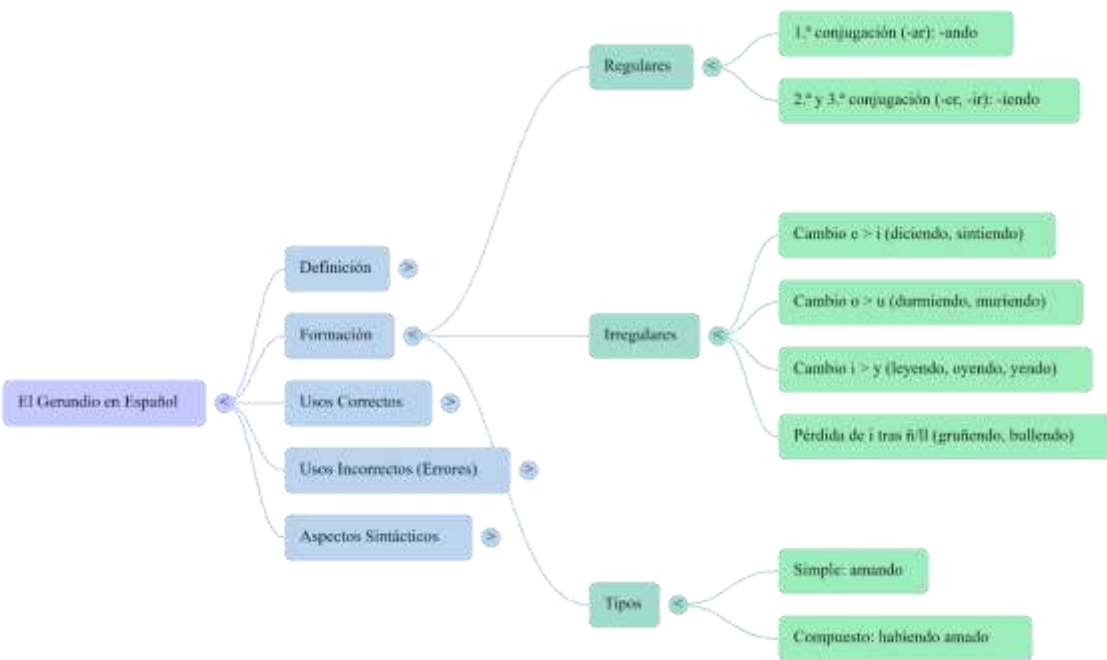 El Gerundio en Español
Definición
Formación
Usos Correctos
Usos Incorrectos (Errores)
Aspectos Sintácticos
Regulares
1.ª conjugación (-ar): -ando
2.ª y 3.ª conjugación (-er, -ir): -iendo
Irregulares
Cambio e > i (diciendo, sintiendo)
Cambio o > u (durmiendo, muriendo)
Cambio i > y (leyendo, oyendo, yendo)
Pérdida de i tras ñ/ll (gruñendo, bullendo)
Tipos
Simple: amando
Compuesto: habiendo amado